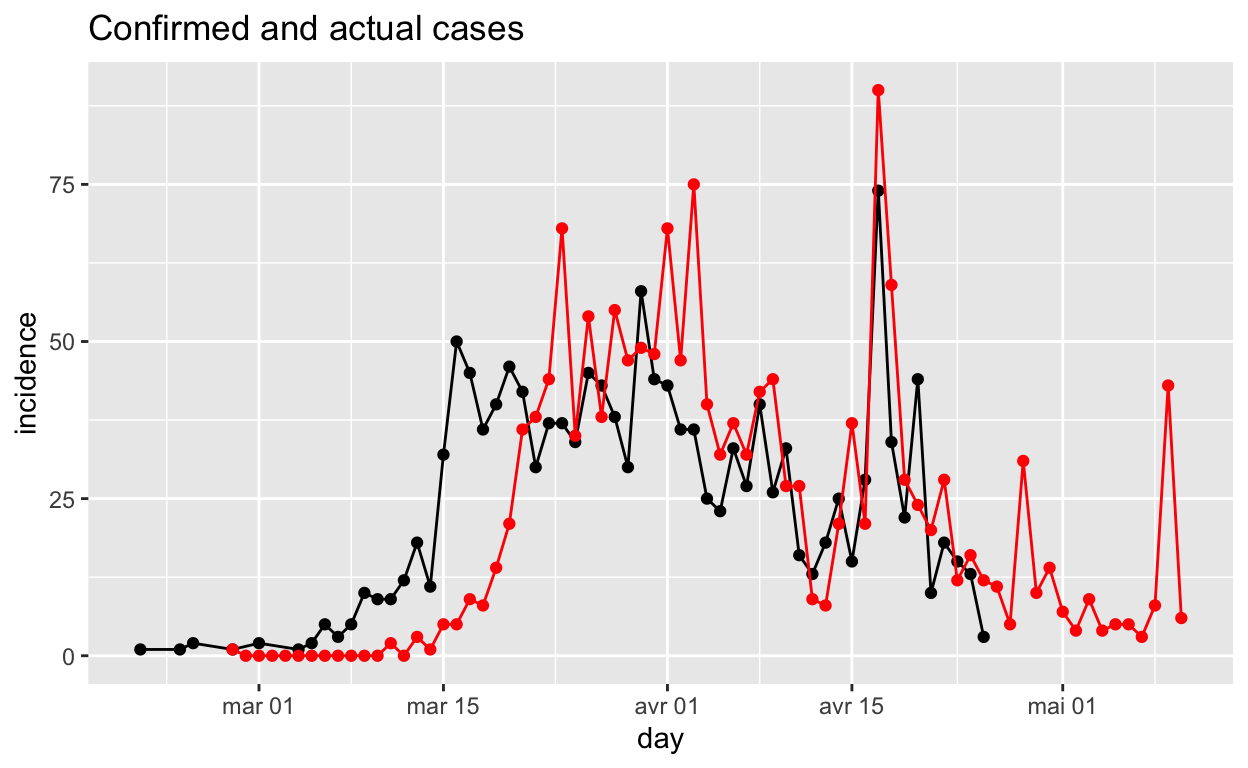 Confirmed and actual cases
incidence
75
50
25
0
mar 01
mar 15
avr 01
avr 15
mai 01
day